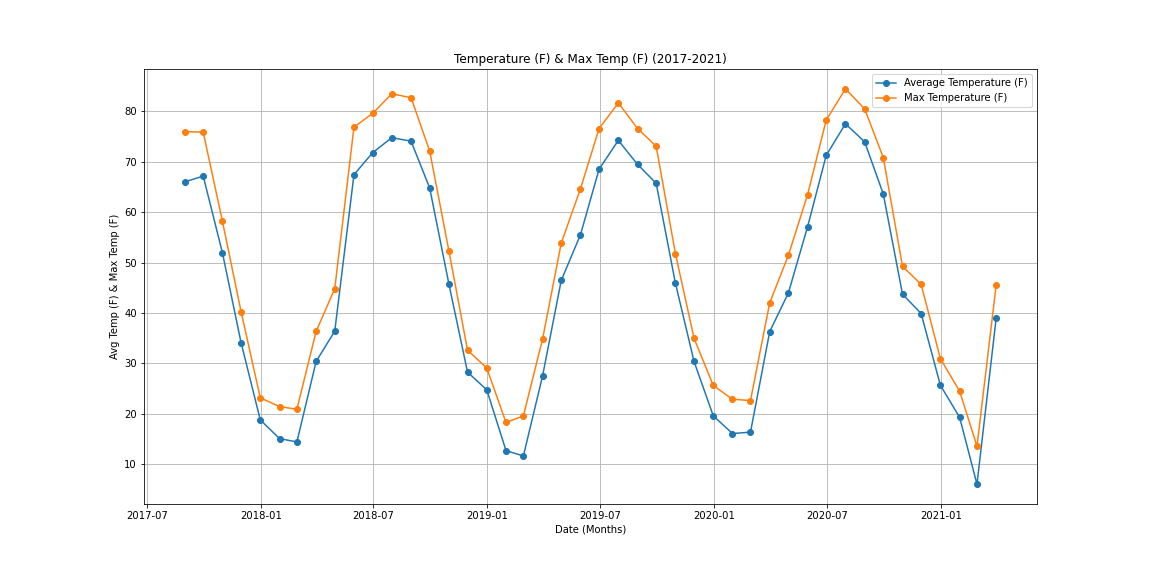 Temperature (F) & Max Temp (F) (2017-2021)
Average Temperature (F)
Max Temperature (F)
Avg Temp (F) & Max Temp (F)
80
70
60
50
40
30
20
10
2017-07 2018-01 2018-07 2019-01 2019-07 2020-01 2020-07 2021-01
Date (Months)